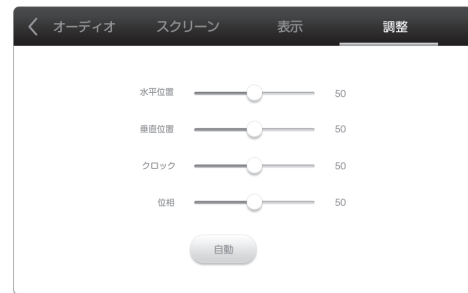 オーディオ スクリーン 表示 調整
水平位置 50
垂直位置 50
クロック 50
位相 50
自動